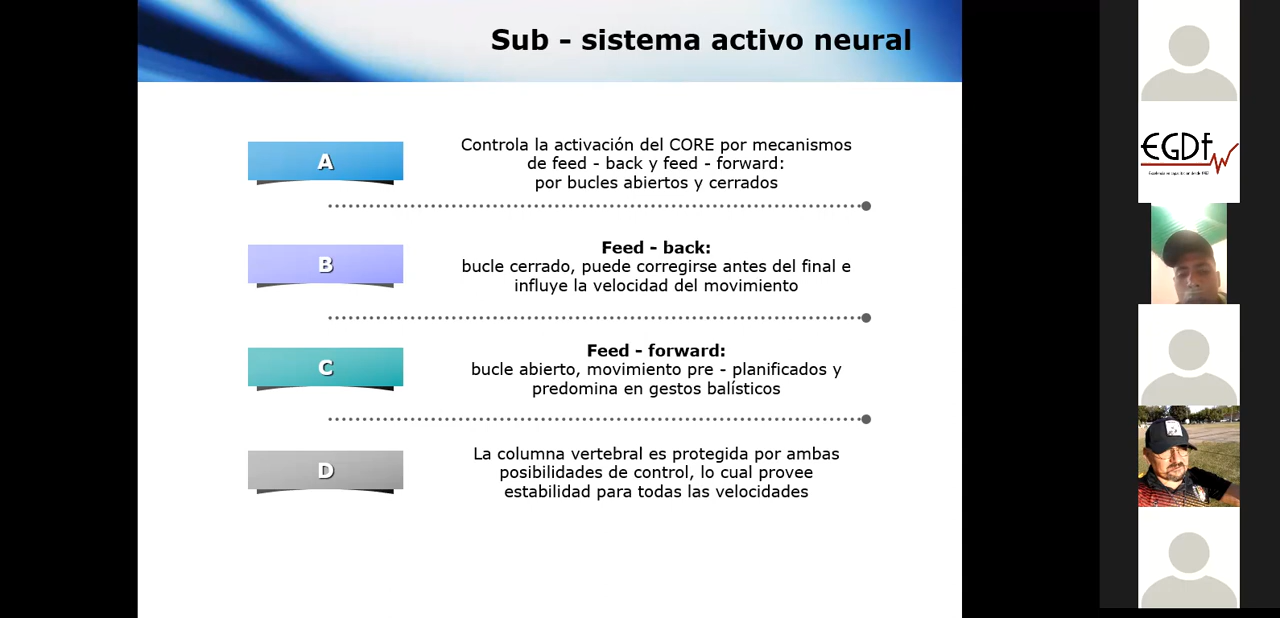 Sub - sistema activo neural
A
Controla la activación del CORE por mecanismos
de feed - back y feed - forward:
por bucles abiertos y cerrados
B
Feed - back:
bucle cerrado, puede corregirse antes del final e
influye la velocidad del movimiento
C
Feed - forward:
bucle abierto, movimiento pre - planificados y
predomina en gestos balísticos
D
La columna vertebral es protegida por ambas
posibilidades de control, lo cual provee
estabilidad para todas las velocidades
EGDf